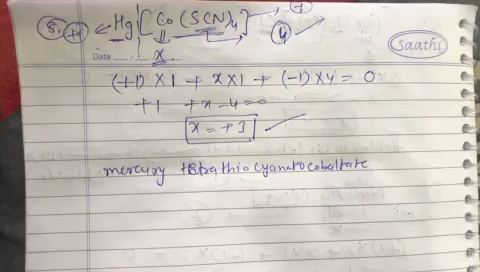 5. +1 ← Hg [Co(SCN)4] → -1
4
Saathi
Date
x
(+1) × 1 + x × 1 + (-1) × 4 = 0
+1 + x - 4 = 0
x = +3
mercury tetrathiocyanatocobaltate